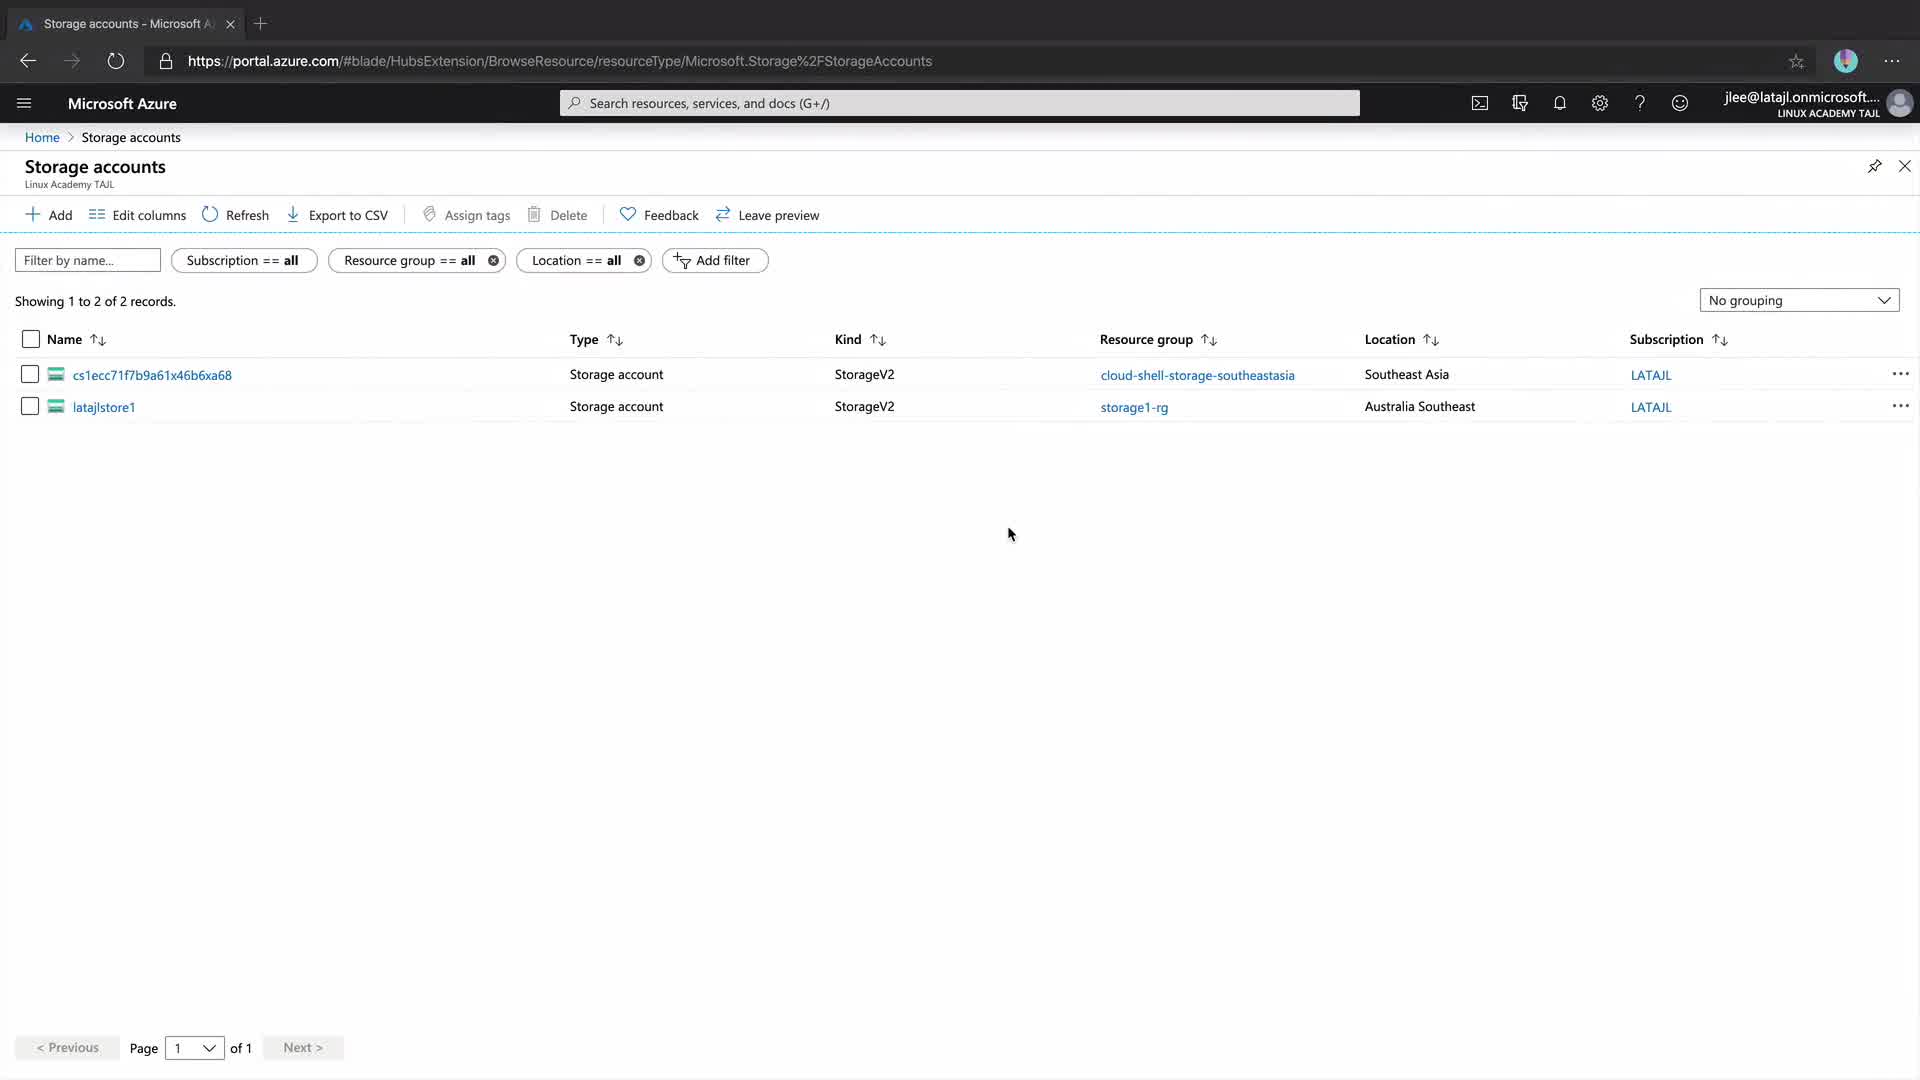 Storage accounts - Microsoft A
https://portal.azure.com/#blade/HubsExtension/BrowseResource/resourceType/Microsoft.Storage%2FStorageAccounts
Microsoft Azure
Search resources, services, and docs (G+/)
jlee@latajl.onmicrosoft....
LINUX ACADEMY TAJL
Home > Storage accounts
Storage accounts
Linux Academy TAJL
Add Edit columns Refresh Export to CSV Assign tags Delete Feedback Leave preview
Filter by name... Subscription == all Resource group == all Location == all Add filter
Showing 1 to 2 of 2 records. No grouping
Name Type Kind Resource group Location Subscription
cs1ecc71f7b9a61x46b6xa68 Storage account StorageV2 cloud-shell-storage-southeastasia Southeast Asia LATAJL
latajlstore1 Storage account StorageV2 storage1-rg Australia Southeast LATAJL
< Previous Page 1 of 1 Next >